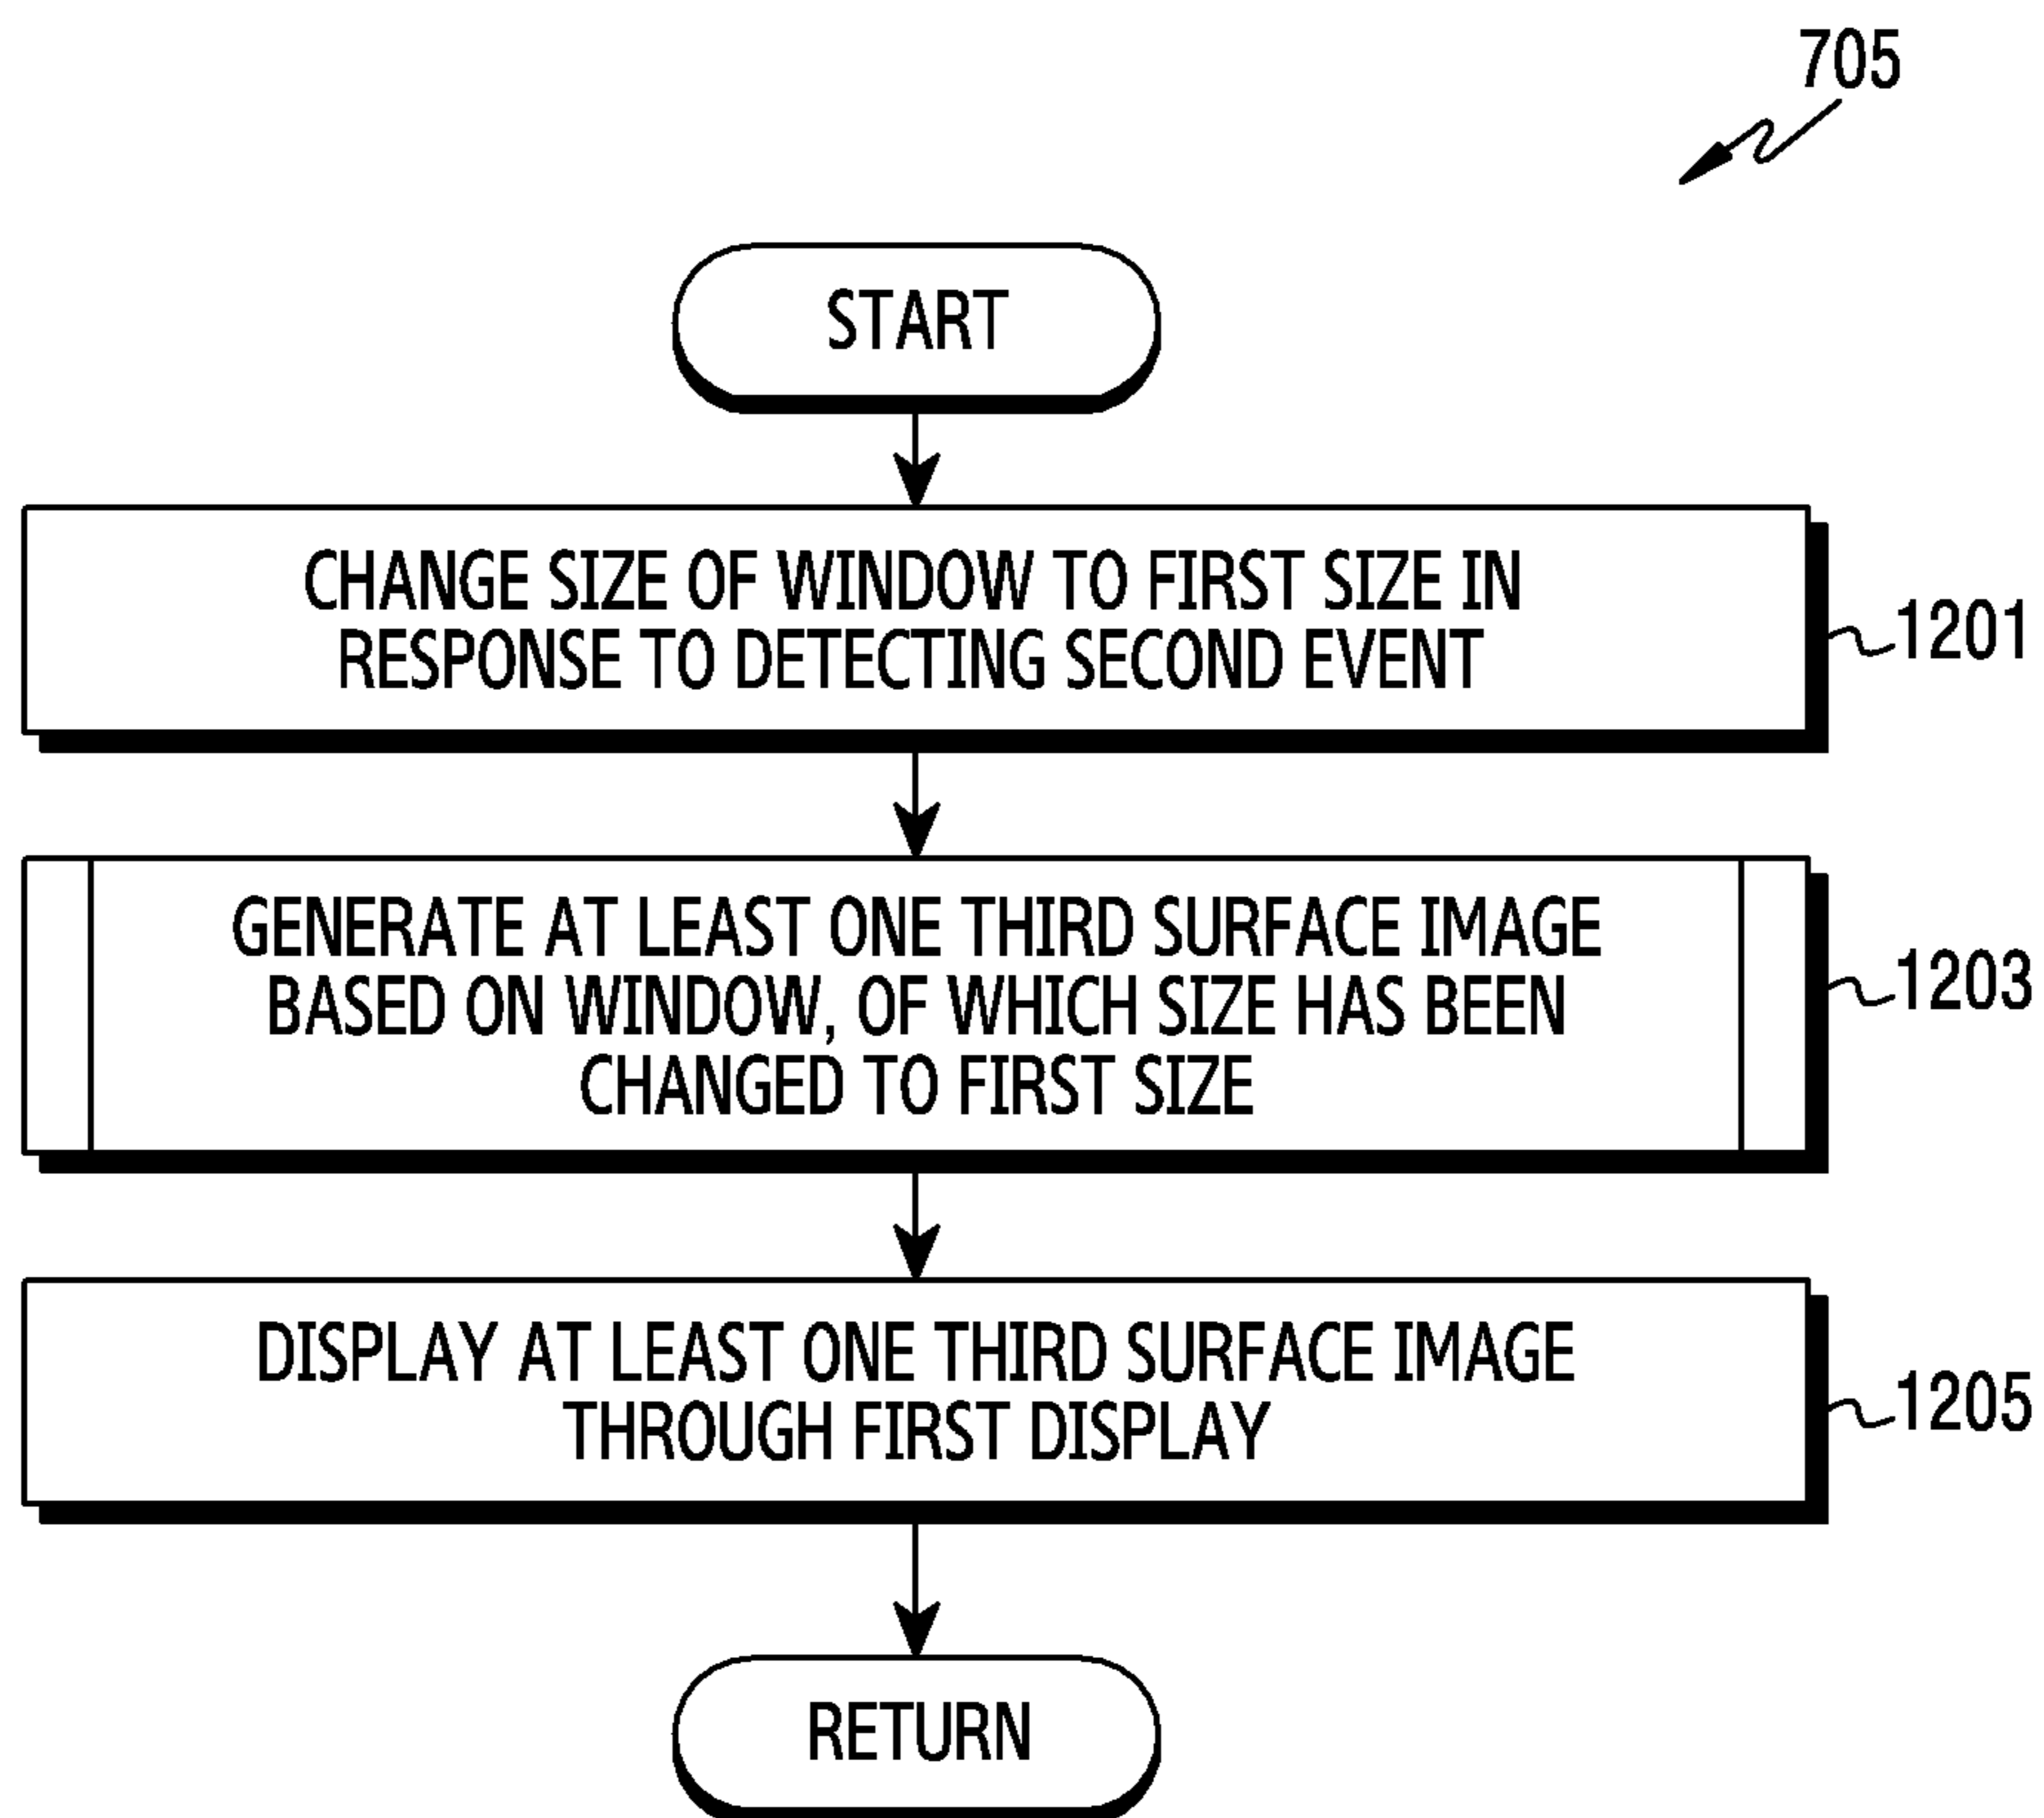 705
START
CHANGE SIZE OF WINDOW TO FIRST SIZE IN
RESPONSE TO DETECTING SECOND EVENT
1201
GENERATE AT LEAST ONE THIRD SURFACE IMAGE
BASED ON WINDOW, OF WHICH SIZE HAS BEEN
CHANGED TO FIRST SIZE
1203
DISPLAY AT LEAST ONE THIRD SURFACE IMAGE
THROUGH FIRST DISPLAY
1205
RETURN